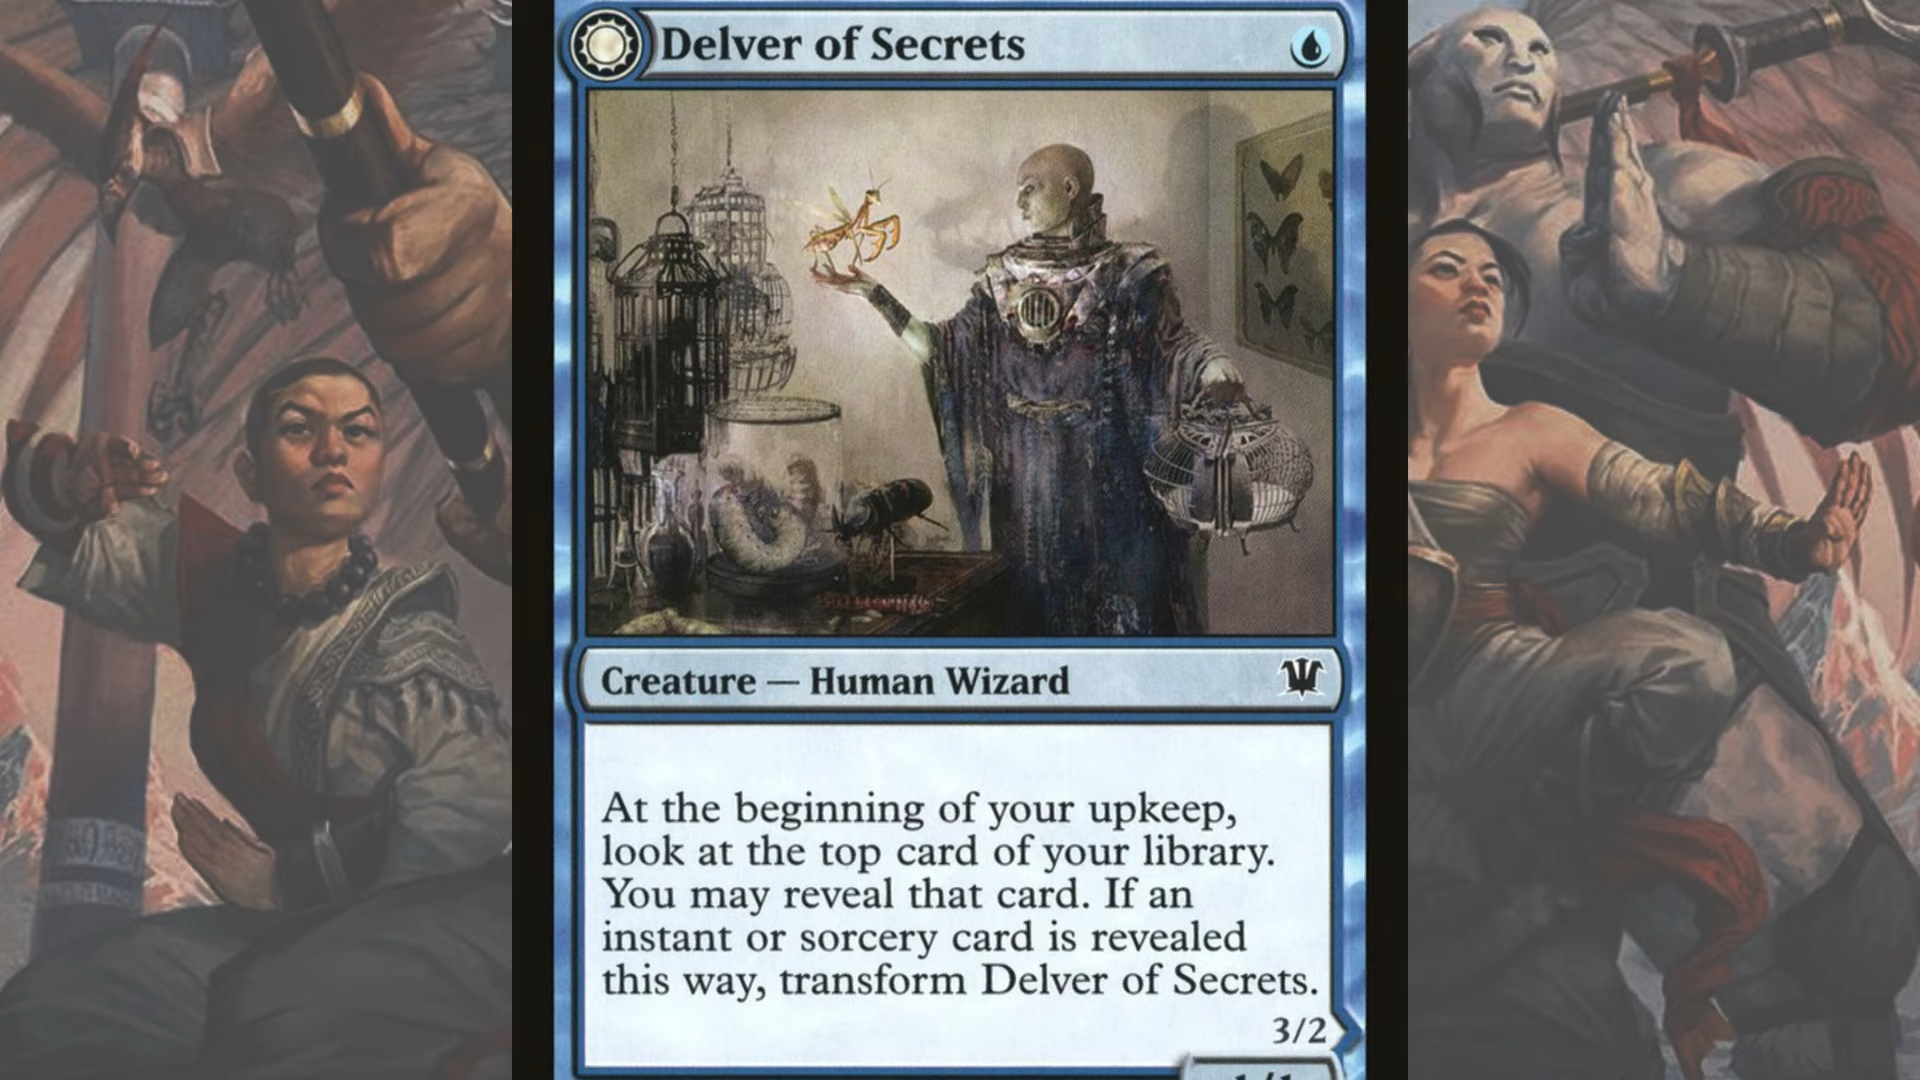 Delver of Secrets
Creature — Human Wizard
At the beginning of your upkeep,
look at the top card of your library.
You may reveal that card. If an
instant or sorcery card is revealed
this way, transform Delver of Secrets.
3/2
1/1